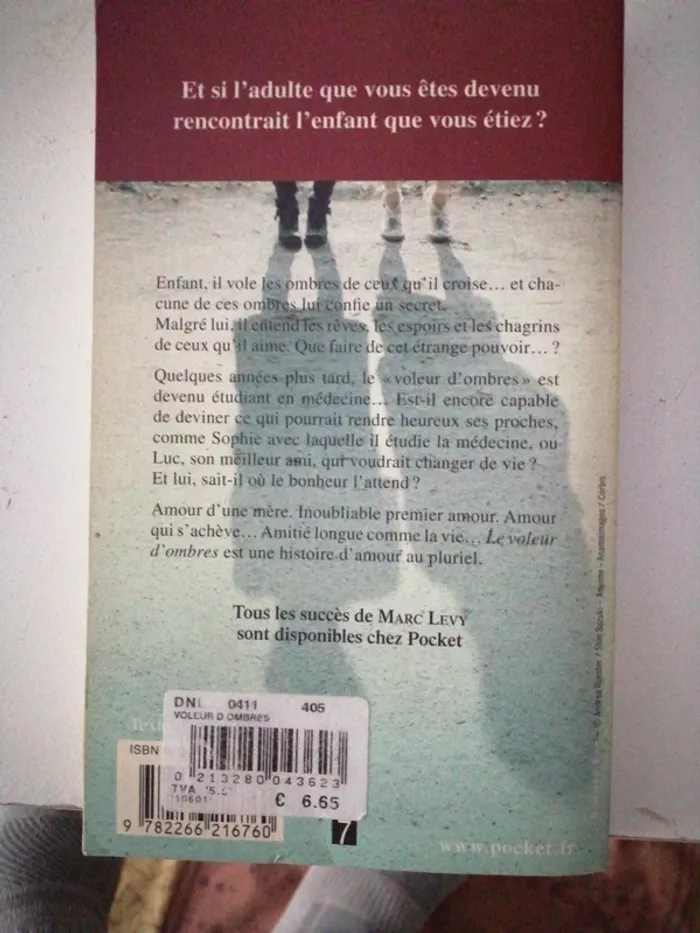 Et si l'adulte que vous êtes devenu
rencontrait l'enfant que vous étiez ?
Enfant, il vole les ombres de ceux qu'il croise... et cha-
cune de ces ombres lui confie un secret.
Malgré lui, il entend les rêves, les espoirs et les chagrins
de ceux qu'il aime. Que faire de cet étrange pouvoir... ?
Quelques années plus tard, le « voleur d'ombres » est
devenu étudiant en médecine... Est-il encore capable
de deviner ce qui pourrait rendre heureux ses proches,
comme Sophie avec laquelle il étudie la médecine, ou
Luc, son meilleur ami, qui voudrait changer de vie ?
Et lui, sait-il où le bonheur l'attend ?
Amour d'une mère. Inoubliable premier amour. Amour
qui s'achève... Amitié longue comme la vie... Le voleur
d'ombres est une histoire d'amour au pluriel.
Tous les succès de MARC LEVY
sont disponibles chez Pocket
DNL 0411 405
VOLEUR D OMBRES
Texte
ISBN
0 213280 043623
TVA
€ 6.65
9 782266 216760
7
www.pocket.fr